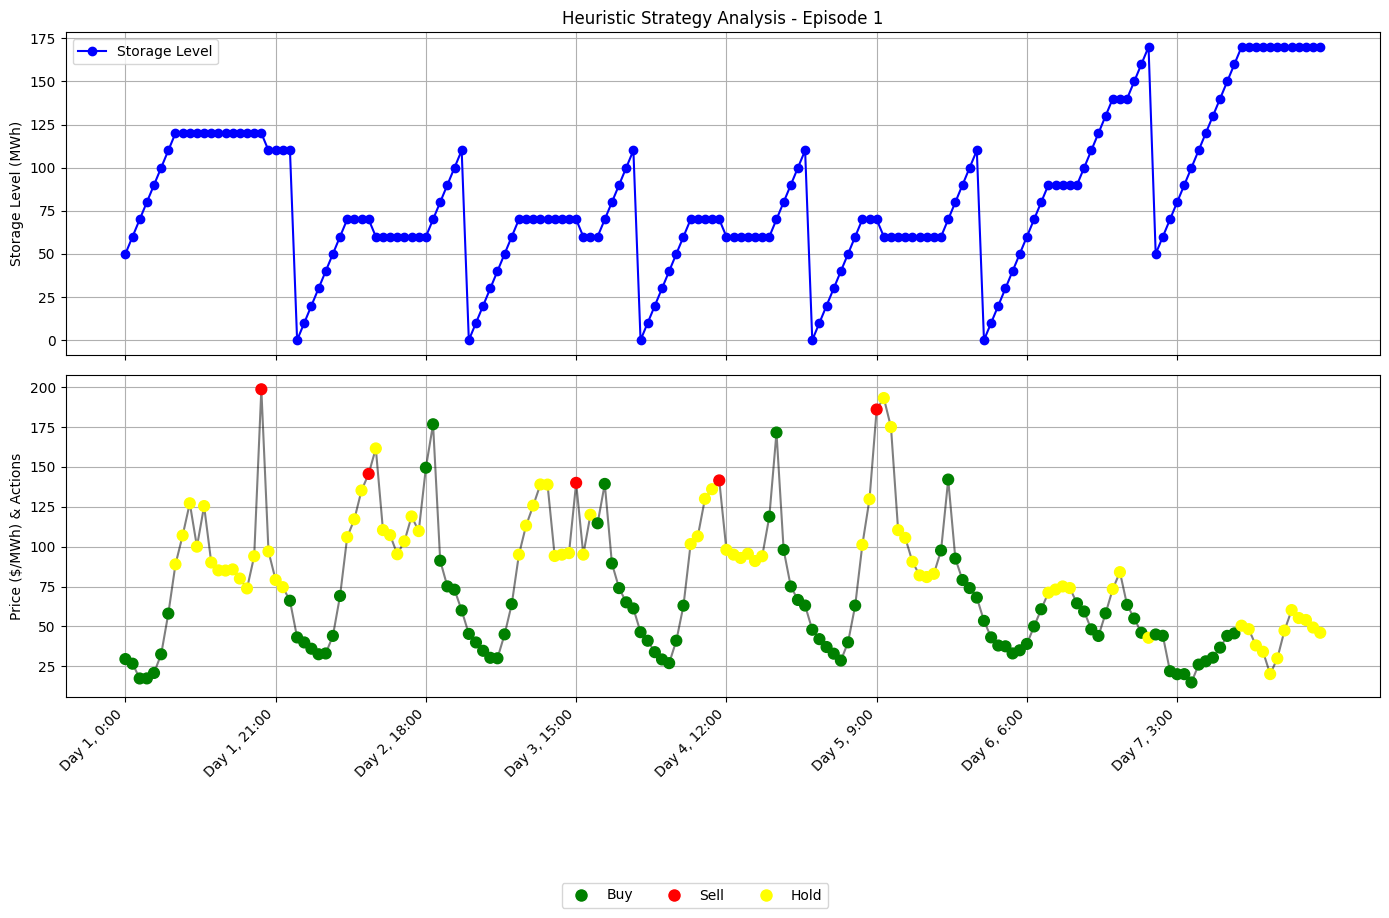 Heuristic Strategy Analysis - Episode 1
Storage Level
Storage Level (MWh)
175
150
125
100
75
50
25
0
Price ($/MWh) & Actions
200
175
150
125
100
75
50
25
Day 1, 0:00
Day 1, 21:00
Day 2, 18:00
Day 3, 15:00
Day 4, 12:00
Day 5, 9:00
Day 6, 6:00
Day 7, 3:00
Buy
Sell
Hold